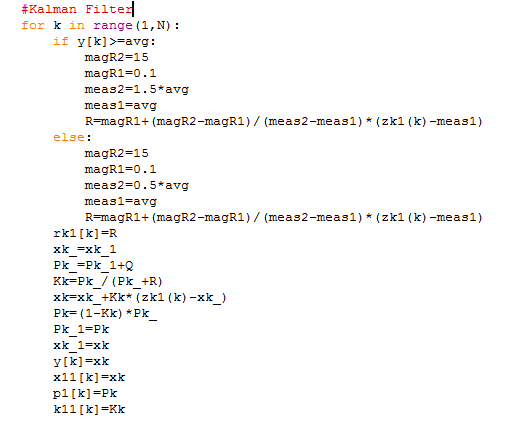 #Kalman Filter
for k in range(1,N):
    if y[k]>=avg:
        magR2=15
        magR1=0.1
        meas2=1.5*avg
        meas1=avg
        R=magR1+(magR2-magR1)/(meas2-meas1)*(zk1(k)-meas1)
    else:
        magR2=15
        magR1=0.1
        meas2=0.5*avg
        meas1=avg
        R=magR1+(magR2-magR1)/(meas2-meas1)*(zk1(k)-meas1)
    rk1[k]=R
    xk_=xk_1
    Pk_=Pk_1+Q
    Kk=Pk_/(Pk_+R)
    xk=xk_+Kk*(zk1(k)-xk_)
    Pk=(1-Kk)*Pk_
    Pk_1=Pk
    xk_1=xk
    y[k]=xk
    x11[k]=xk
    p1[k]=Pk
    k11[k]=Kk